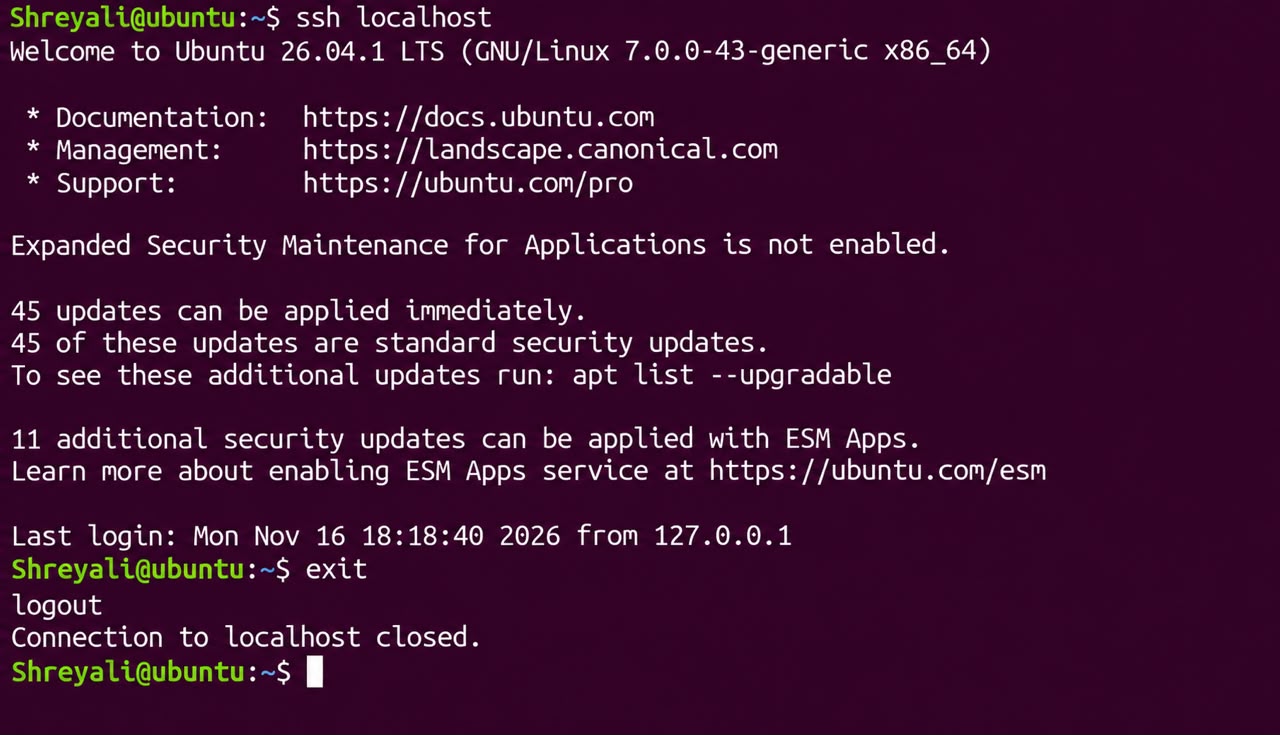 Shreyali@ubuntu:~$ ssh localhost
Welcome to Ubuntu 26.04.1 LTS (GNU/Linux 7.0.0-43-generic x86_64)
* Documentation: https://docs.ubuntu.com
* Management: https://landscape.canonical.com
* Support: https://ubuntu.com/pro
Expanded Security Maintenance for Applications is not enabled.
45 updates can be applied immediately.
45 of these updates are standard security updates.
To see these additional updates run: apt list --upgradable
11 additional security updates can be applied with ESM Apps.
Learn more about enabling ESM Apps service at https://ubuntu.com/esm
Last login: Mon Nov 16 18:18:40 2026 from 127.0.0.1
Shreyali@ubuntu:~$ exit
logout
Connection to localhost closed.
Shreyali@ubuntu:~$